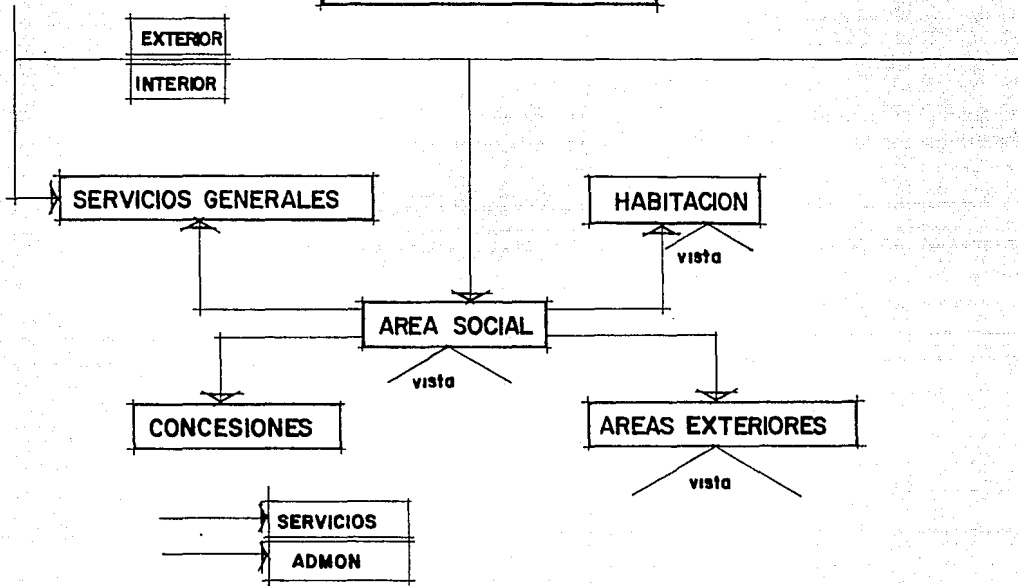 EXTERIOR
INTERIOR
SERVICIOS GENERALES
HABITACION
vista
AREA SOCIAL
vista
CONCESIONES
AREAS EXTERIORES
vista
SERVICIOS
ADMON